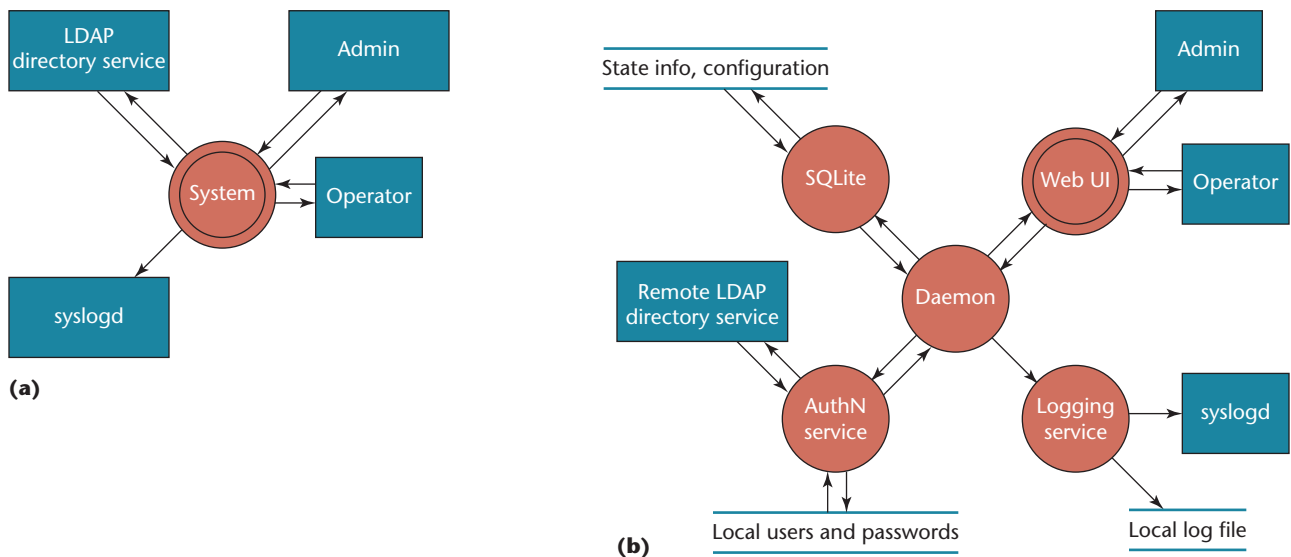 LDAP
directory service
Admin
System
Operator
syslogd
(a)
State info, configuration
Admin
SQLite
Web UI
Operator
Remote LDAP
directory service
Daemon
AuthN
service
Logging
service
syslogd
Local users and passwords
Local log file
(b)